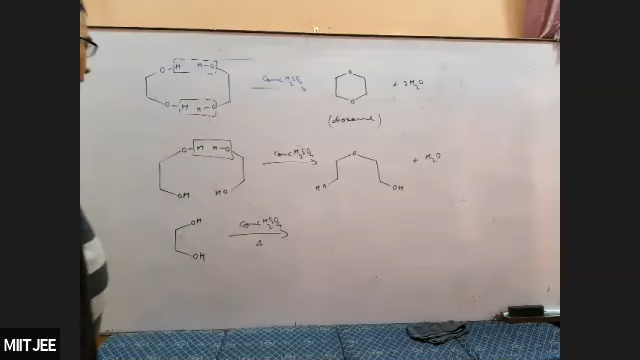 O-H H-O
Conc H2SO4
O
O-H H-O
O
+ 2H2O
(dioxane)
O-H H-O
Conc H2SO4
O
+ H2O
OH HO
HO OH
OH
Conc H2SO4
OH
Δ
MIIT JEE